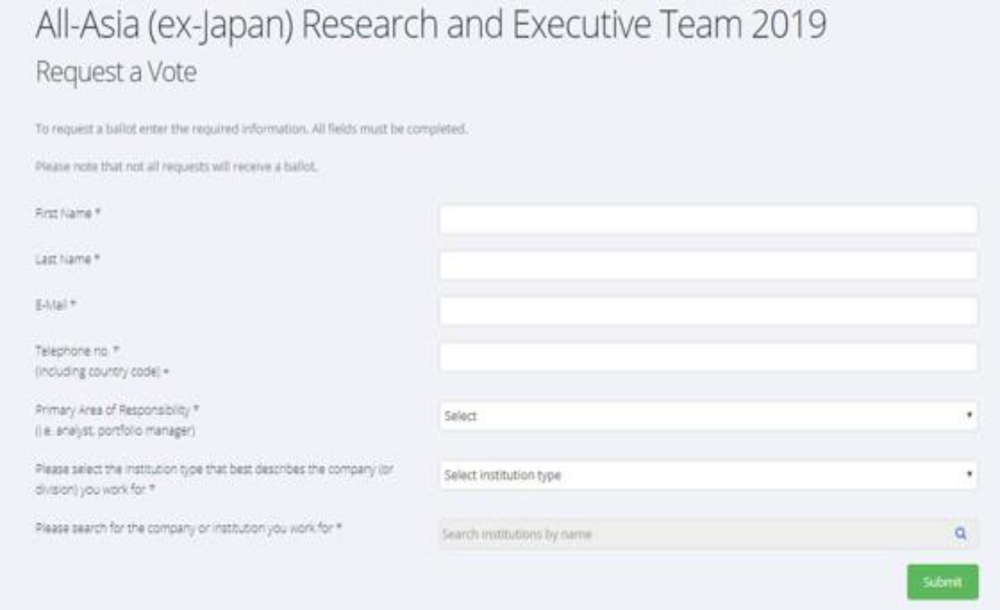 All-Asia (ex-Japan) Research and Executive Team 2019
Request a Vote
To request a ballot enter the required information. All fields must be completed.
Please note that not all requests will receive a ballot.
First Name *
Last Name *
E-Mail *
Telephone no. *
(including country code) *
Primary Area of Responsibility *
Select
(i.e. analyst, portfolio manager)
Please select the institution type that best describes the company (or
Select institution type
division) you work for *
Please search for the company or institution you work for *
Search institutions by name
Submit